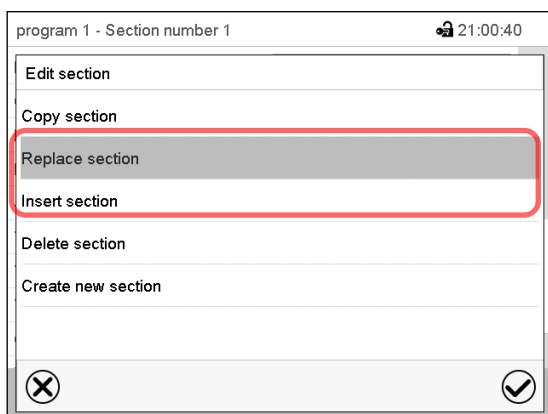 program 1 - Section number 1 21:00:40
Edit section
Copy section
Replace section
Insert section
Delete section
Create new section